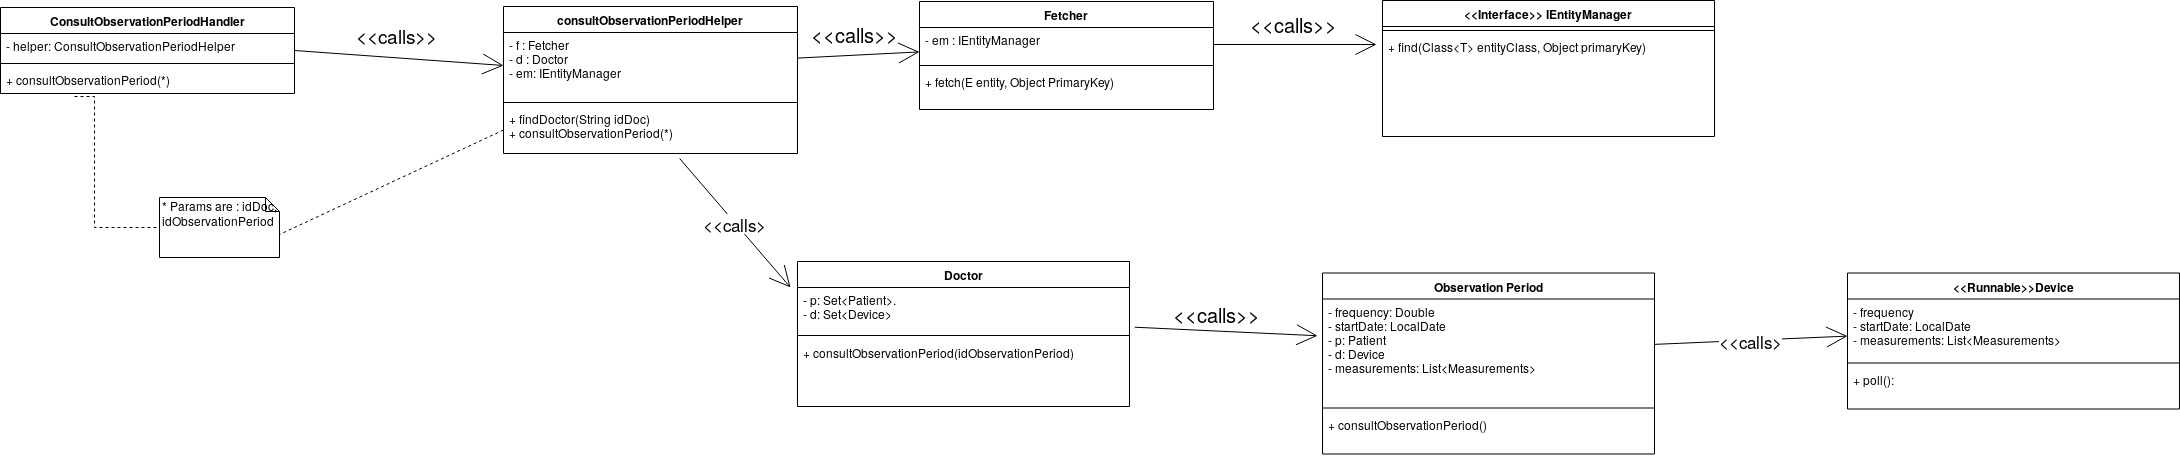 ConsultObservationPeriodHandler
- helper: ConsultObservationPeriodHelper
+ consultObservationPeriod(*)
<<calls>>
consultObservationPeriodHelper
- f : Fetcher
- d : Doctor
- em: IEntityManager
+ findDoctor(String idDoc)
+ consultObservationPeriod(*)
<<calls>>
Fetcher
- em : IEntityManager
+ fetch(E entity, Object PrimaryKey)
<<calls>>
<<Interface>> IEntityManager
+ find(Class<T> entityClass, Object primaryKey)
* Params are : idDoc,
idObservationPeriod
<<calls>
Doctor
- p: Set<Patient>.
- d: Set<Device>
+ consultObservationPeriod(idObservationPeriod)
<<calls>>
Observation Period
- frequency: Double
- startDate: LocalDate
- p: Patient
- d: Device
- measurements: List<Measurements>
+ consultObservationPeriod()
<<calls>
<<Runnable>>Device
- frequency
- startDate: LocalDate
- measurements: List<Measurements>
+ poll():